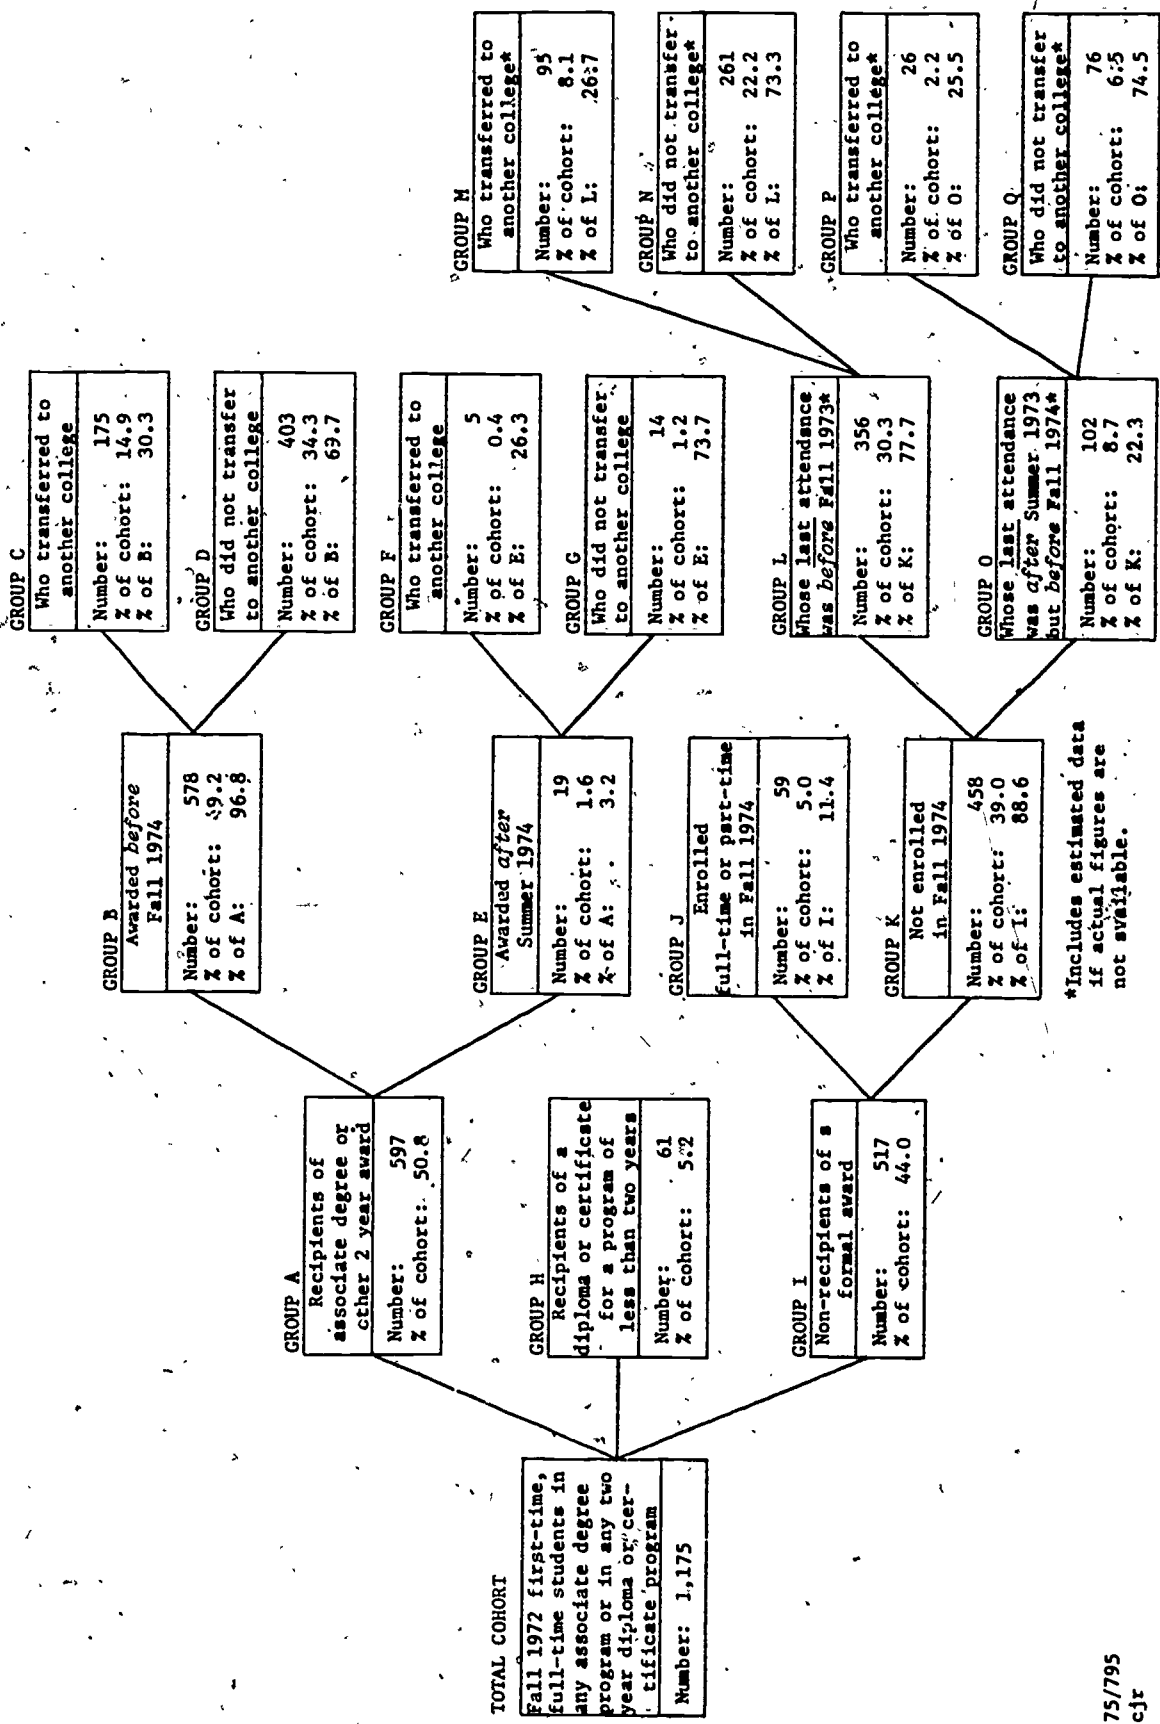 TOTAL COHORT
Fall 1972 first-time,
full-time students in
any associate degree
program or in any two
year diploma or cer-
tificate program
Number: 1,175
GROUP A
Recipients of
associate degree or
other 2 year award
Number: 597
% of cohort: 50.8
GROUP H
Recipients of a
diploma or certificate
for a program of
less than two years
Number: 61
% of cohort: 5.2
GROUP I
Non-recipients of a
formal award
Number: 517
% of cohort: 44.0
GROUP B
Awarded before
Fall 1974
Number: 578
% of cohort: 49.2
% of A: 96.8
GROUP E
Awarded after
Summer 1974
Number: 19
% of cohort: 1.6
% of A: 3.2
GROUP J
Enrolled
full-time or part-time
in Fall 1974
Number: 59
% of cohort: 5.0
% of I: 11.4
GROUP K
Not enrolled
in Fall 1974
Number: 458
% of cohort: 39.0
% of I: 88.6
*Includes estimated data
if actual figures are
not available.
GROUP C
Who transferred to
another college
Number: 175
% of cohort: 14.9
% of B: 30.3
GROUP D
Who did not transfer
to another college
Number: 403
% of cohort: 34.3
% of B: 69.7
GROUP F
Who transferred to
another college
Number: 5
% of cohort: 0.4
% of E: 26.3
GROUP G
Who did not transfer
to another college
Number: 14
% of cohort: 1.2
% of E: 73.7
GROUP L
Whose last attendance
was before Fall 1973*
Number: 356
% of cohort: 30.3
% of K: 77.7
GROUP O
Whose last attendance
was after Summer 1973
but before Fall 1974*
Number: 102
% of cohort: 8.7
% of K: 22.3
GROUP M
Who transferred to
another college*
Number: 95
% of cohort: 8.1
% of L: 26.7
GROUP N
Who did not transfer
to another college*
Number: 261
% of cohort: 22.2
% of L: 73.3
GROUP P
Who transferred to
another college*
Number: 26
% of cohort: 2.2
% of O: 25.5
GROUP Q
Who did not transfer
to another college*
Number: 76
% of cohort: 6.5
% of O: 74.5
75/795
cjr